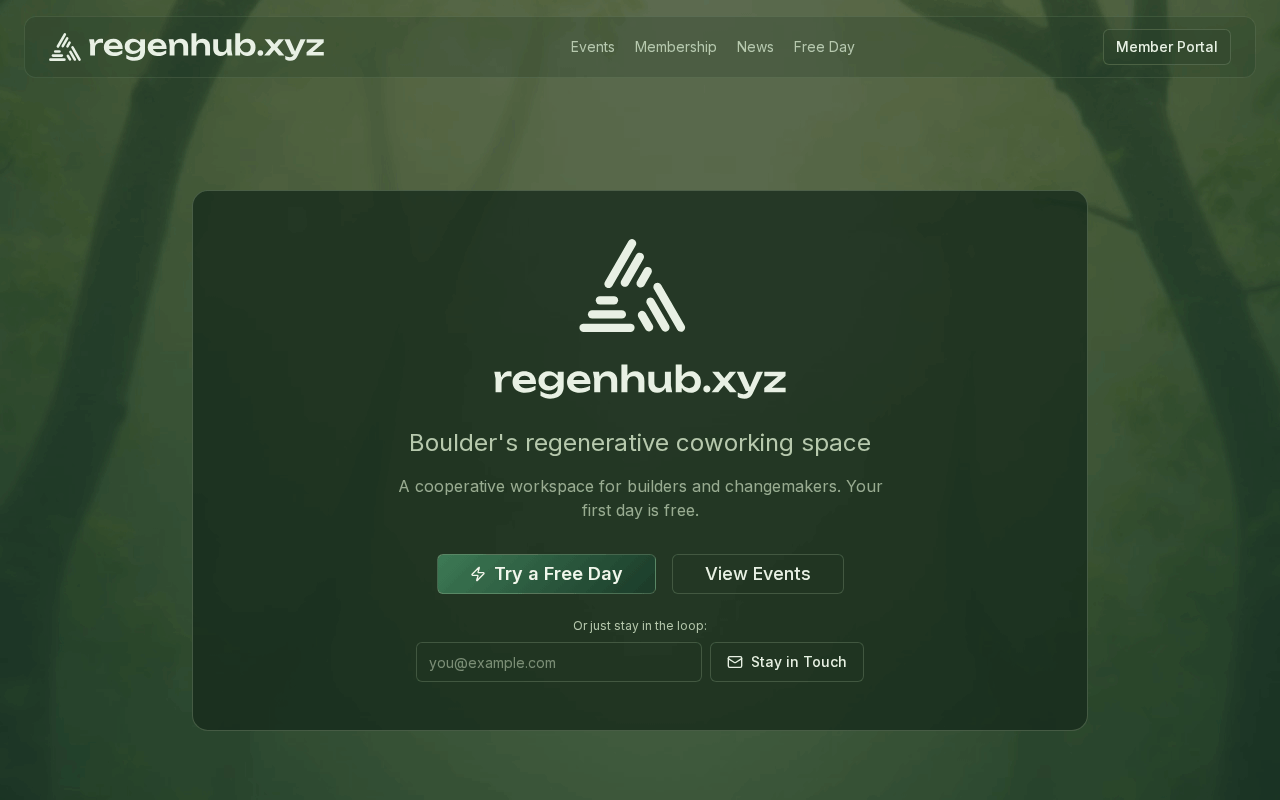 regenhub.xyz
Events
Membership
News
Free Day
Member Portal
regenhub.xyz
Boulder's regenerative coworking space
A cooperative workspace for builders and changemakers. Your
first day is free.
Try a Free Day
View Events
Or just stay in the loop:
you@example.com
Stay in Touch